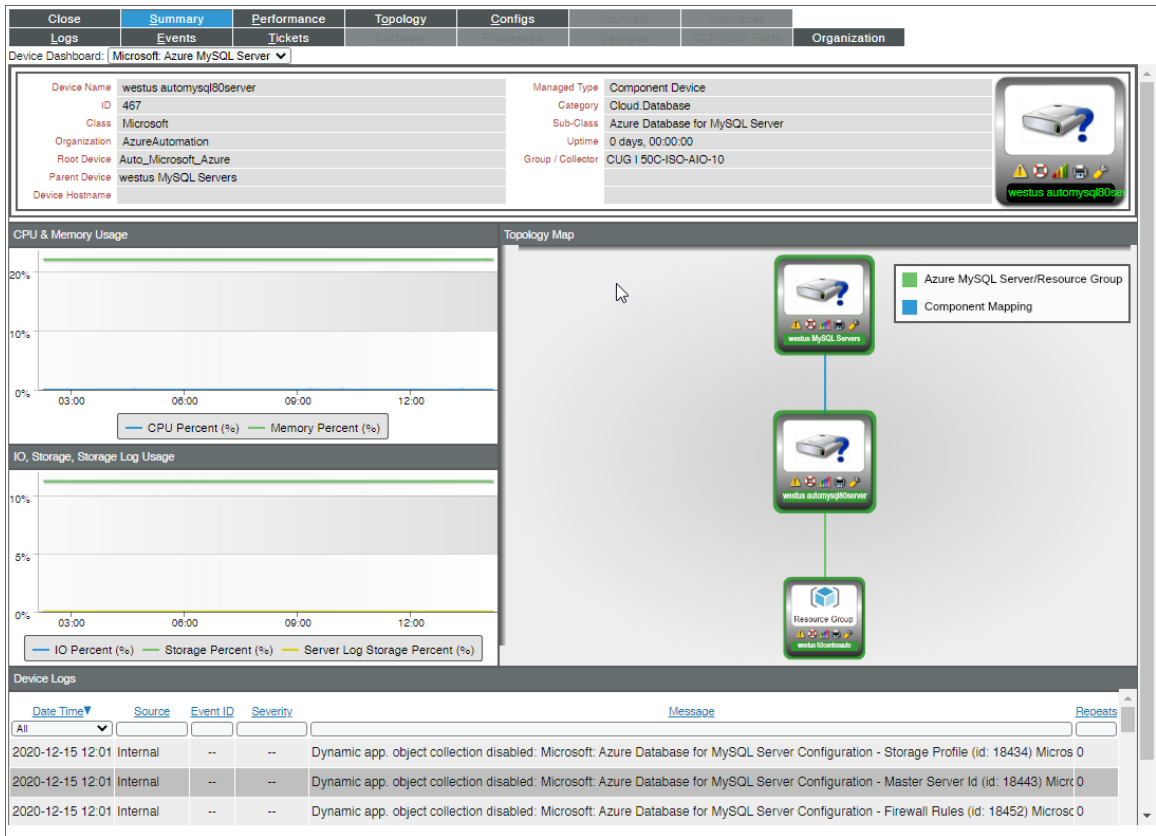 Close Summary Performance Topology Configs Journals Interfaces
Logs Events Tickets Software Processes Services TCP/UDP Ports Organization
Device Dashboard: Microsoft: Azure MySQL Server
Device Name westus automysql80server Managed Type Component Device
ID 467 Category Cloud.Database
Class Microsoft Sub-Class Azure Database for MySQL Server
Organization AzureAutomation Uptime 0 days, 00:00:00
Root Device Auto_Microsoft_Azure Group / Collector CUG | 50C-ISO-AIO-10
Parent Device westus MySQL Servers
Device Hostname
westus automysql80se
CPU & Memory Usage
20%
10%
0%
03:00 06:00 09:00 12:00
CPU Percent (%) Memory Percent (%)
IO, Storage, Storage Log Usage
10%
5%
0%
03:00 06:00 09:00 12:00
IO Percent (%) Storage Percent (%) Server Log Storage Percent (%)
Topology Map
Azure MySQL Server/Resource Group
Component Mapping
westus MySQL Servers
westus automysql80server
Resource Group
westus
Device Logs
Date Time Source Event ID Severity Message Repeats
All
2020-12-15 12:01 Internal -- -- Dynamic app. object collection disabled: Microsoft: Azure Database for MySQL Server Configuration - Storage Profile (id: 18434) Micros 0
2020-12-15 12:01 Internal -- -- Dynamic app. object collection disabled: Microsoft: Azure Database for MySQL Server Configuration - Master Server Id (id: 18443) Micro 0
2020-12-15 12:01 Internal -- -- Dynamic app. object collection disabled: Microsoft: Azure Database for MySQL Server Configuration - Firewall Rules (id: 18452) Microsc 0